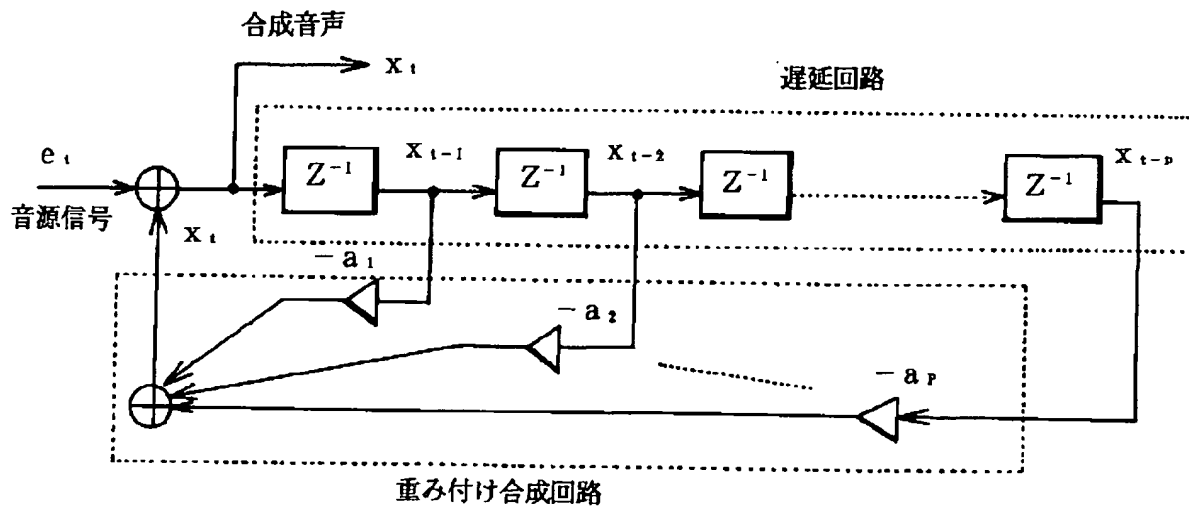 合成音声
x t
遅延回路
e t
音源信号
Z⁻¹
x t-1
Z⁻¹
x t-2
Z⁻¹
Z⁻¹
x t-p
x t
-a 1
-a 2
-a p
重み付け合成回路